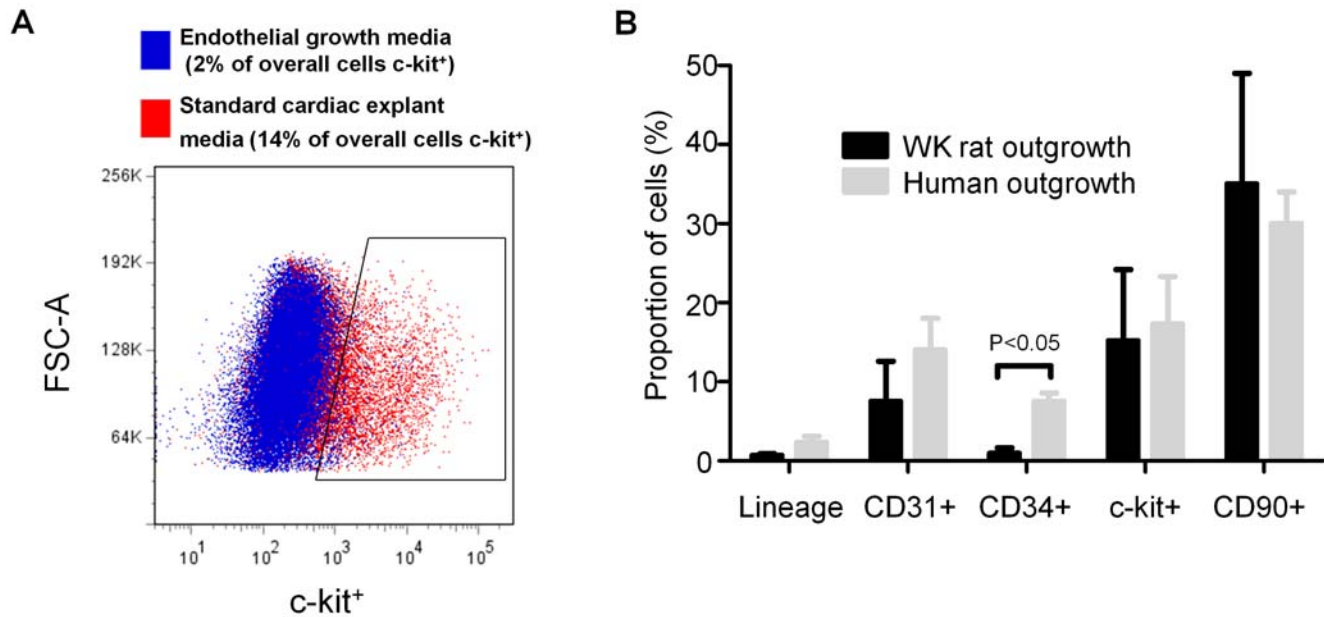 A
Endothelial growth media
(2% of overall cells c-kit⁺)
Standard cardiac explant
media (14% of overall cells c-kit⁺)
256K
192K
128K
64K
FSC-A
10¹ 10² 10³ 10⁴ 10⁵
c-kit⁺
B
50
40
30
20
10
0
Proportion of cells (%)
WK rat outgrowth
Human outgrowth
P<0.05
Lineage CD31+ CD34+ c-kit+ CD90+